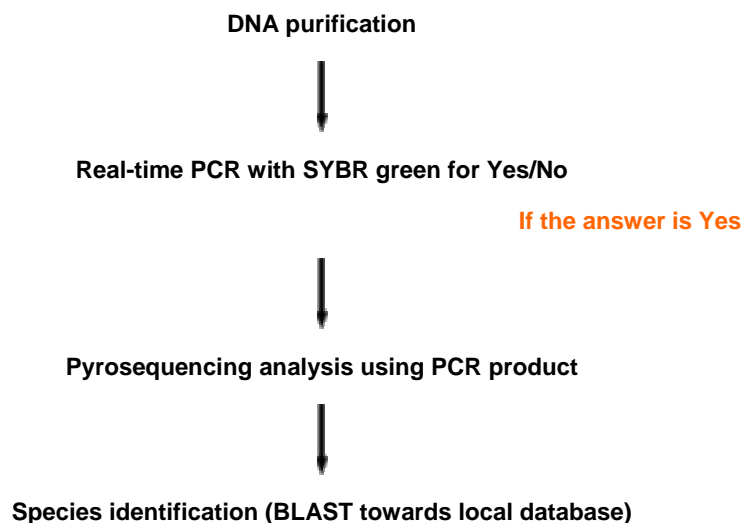 DNA purification
Real-time PCR with SYBR green for Yes/No
If the answer is Yes
Pyrosequencing analysis using PCR product
Species identification (BLAST towards local database)